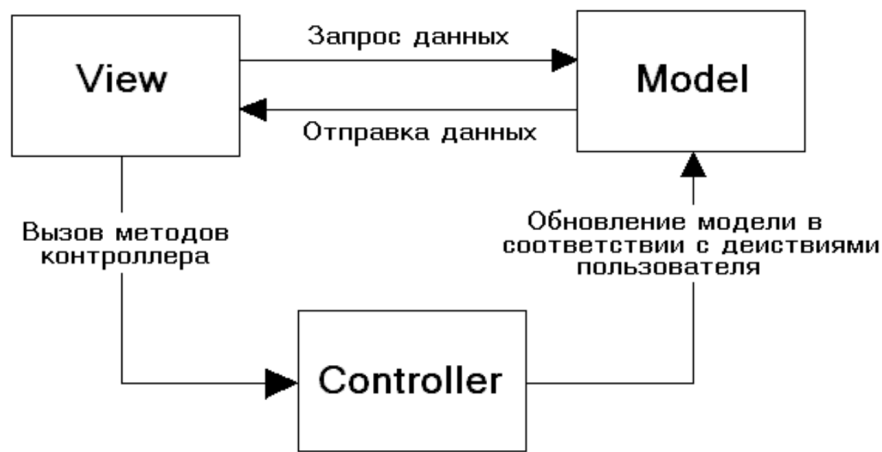 Запрос данных
View
Model
Отправка данных
Вызов методов
контроллера
Обновление модели в
соответствии с деиствиями
пользователя
Controller